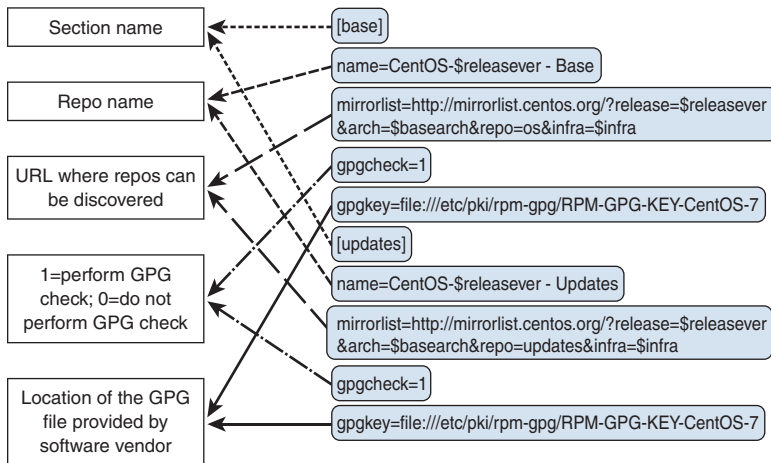 Section name
Repo name
URL where repos can
be discovered
1=perform GPG
check; 0=do not
perform GPG check
Location of the GPG
file provided by
software vendor
[base]
name=CentOS-$releasever - Base
mirrorlist=http://mirrorlist.centos.org/?release=$releasever
&arch=$basearch&repo=os&infra=$infra
gpgcheck=1
gpgkey=file:///etc/pki/rpm-gpg/RPM-GPG-KEY-CentOS-7
[updates]
name=CentOS-$releasever - Updates
mirrorlist=http://mirrorlist.centos.org/?release=$releasever
&arch=$basearch&repo=updates&infra=$infra
gpgcheck=1
gpgkey=file:///etc/pki/rpm-gpg/RPM-GPG-KEY-CentOS-7